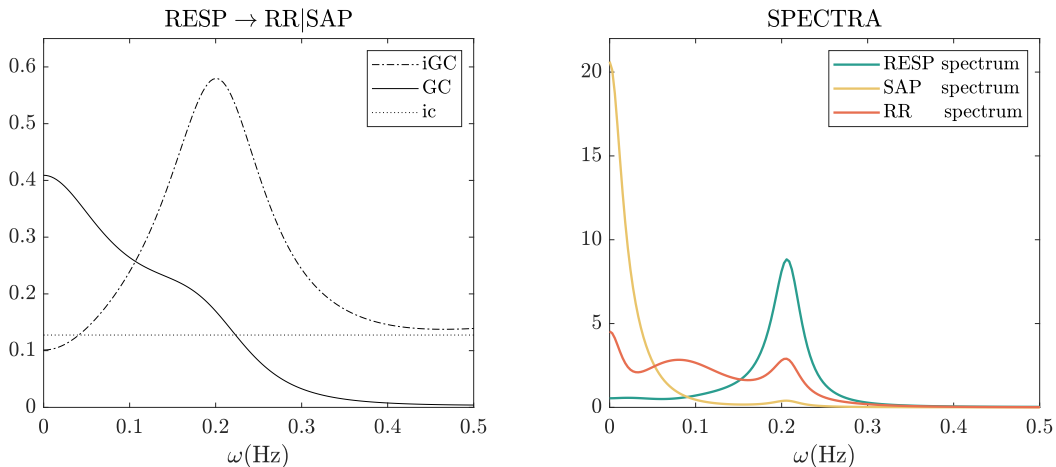 RESP → RR|SAP
iGC
GC
ic
0.6
0.5
0.4
0.3
0.2
0.1
0
0 0.1 0.2 0.3 0.4 0.5
ω(Hz)
SPECTRA
RESP spectrum
SAP spectrum
RR spectrum
20
15
10
5
0
0 0.1 0.2 0.3 0.4 0.5
ω(Hz)